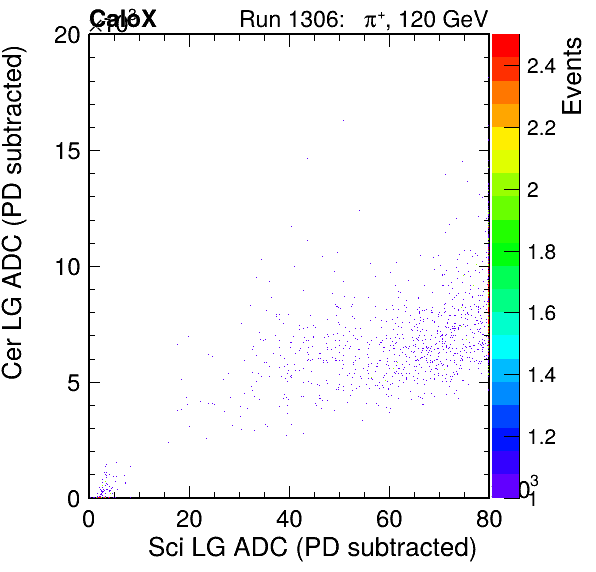 CaloX
×10³
Run 1306: π⁺, 120 GeV
Cer LG ADC (PD subtracted)
20
15
10
5
0
0 20 40 60 80
Sci LG ADC (PD subtracted)
Events
2.4
2.2
2
1.8
1.6
1.4
1.2
1